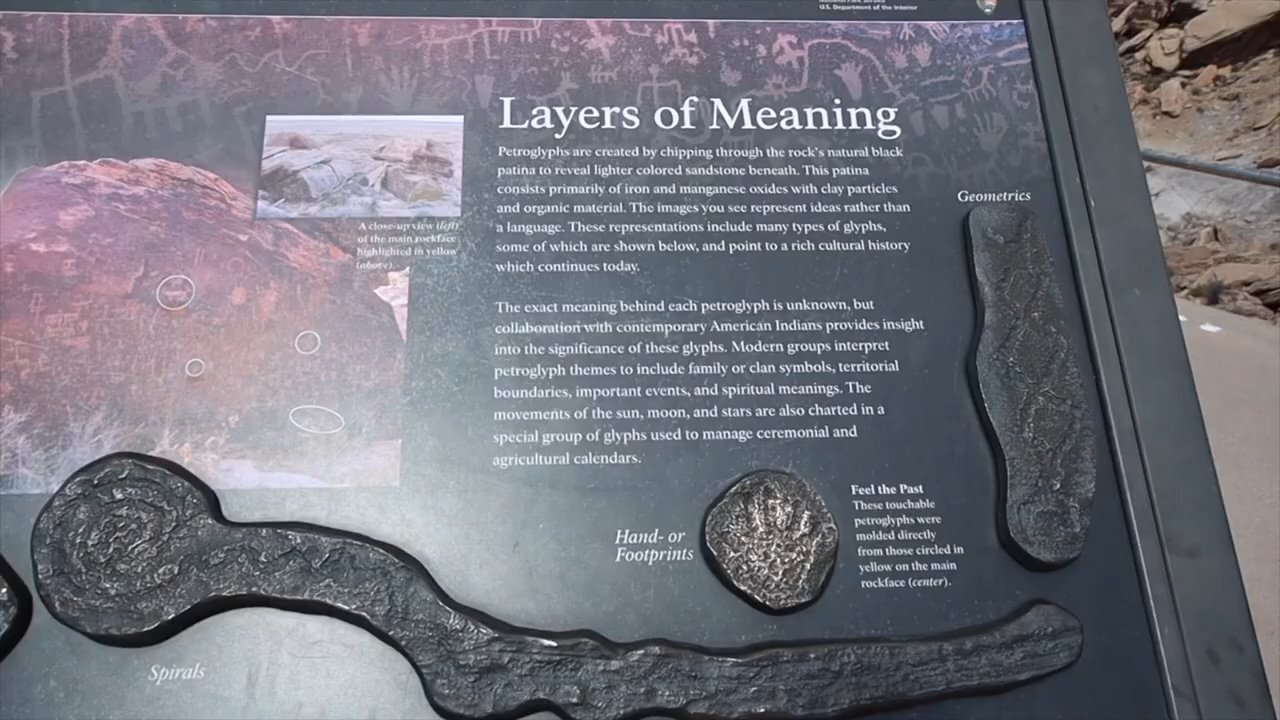 U.S. Department of the Interior
Layers of Meaning
Petroglyphs are created by chipping through the rock's natural black
patina to reveal lighter colored sandstone beneath. This patina
consists primarily of iron and manganese oxides with clay particles
and organic material. The images you see represent ideas rather than
a language. These representations include many types of glyphs,
some of which are shown below, and point to a rich cultural history
which continues today.
The exact meaning behind each petroglyph is unknown, but
collaboration with contemporary American Indians provides insight
into the significance of these glyphs. Modern groups interpret
petroglyph themes to include family or clan symbols, territorial
boundaries, important events, and spiritual meanings. The
movements of the sun, moon, and stars are also charted in a
special group of glyphs used to manage ceremonial and
agricultural calendars.
A close-up view (left)
of the main rockface
highlighted in yellow
(above).
Geometrics
Hand- or
Footprints
Feel the Past
These touchable
petroglyphs were
molded directly
from those circled in
yellow on the main
rockface (center).
Spirals